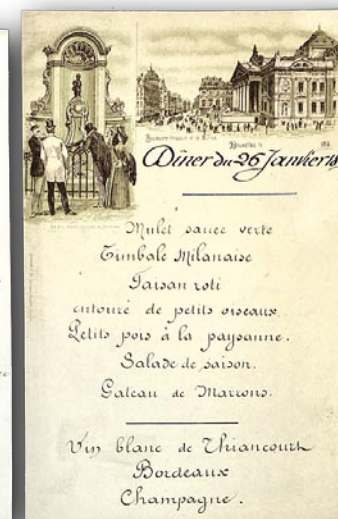 Bruxelles
Dîner du 26 Janvier
Mulet sauce verte
Timbale Milanaise
Faisan roti
entouré de petits oiseaux.
Petits pois à la paysanne.
Salade de saison.
Gateau de Marrons.
Vin blanc de Thiancourt
Bordeaux
Champagne.